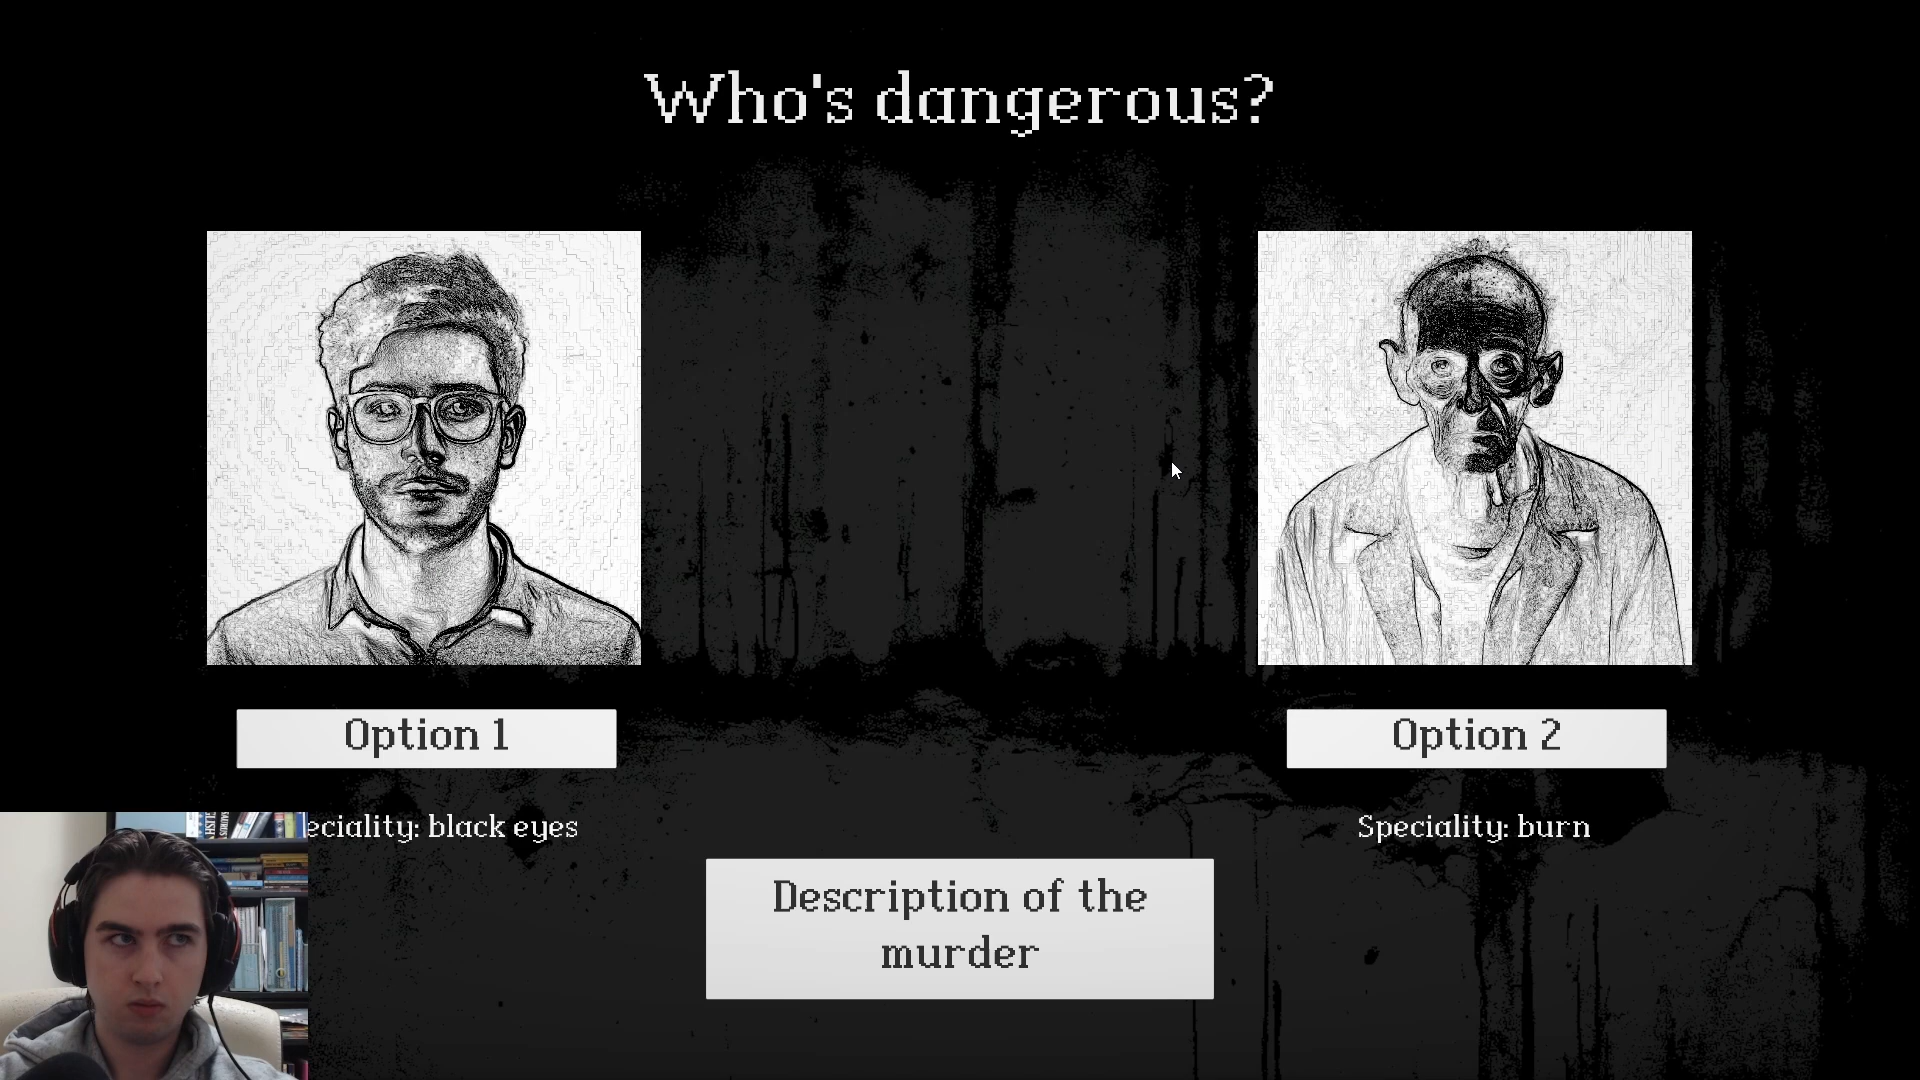 Who's dangerous?
Option 1
Option 2
eciality: black eyes
Speciality: burn
Description of the
murder